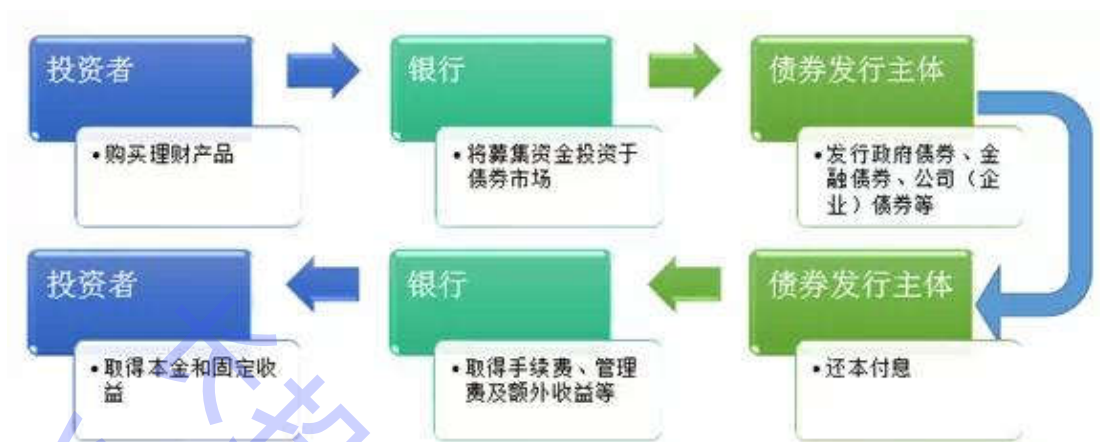 投资者
银行
债券发行主体
•购买理财产品
•将募集资金投资于
债券市场
•发行政府债券、金
融债券、公司（企
业）债券等
投资者
银行
债券发行主体
•取得本金和固定收
益
•取得手续费、管理
费及额外收益等
•还本付息